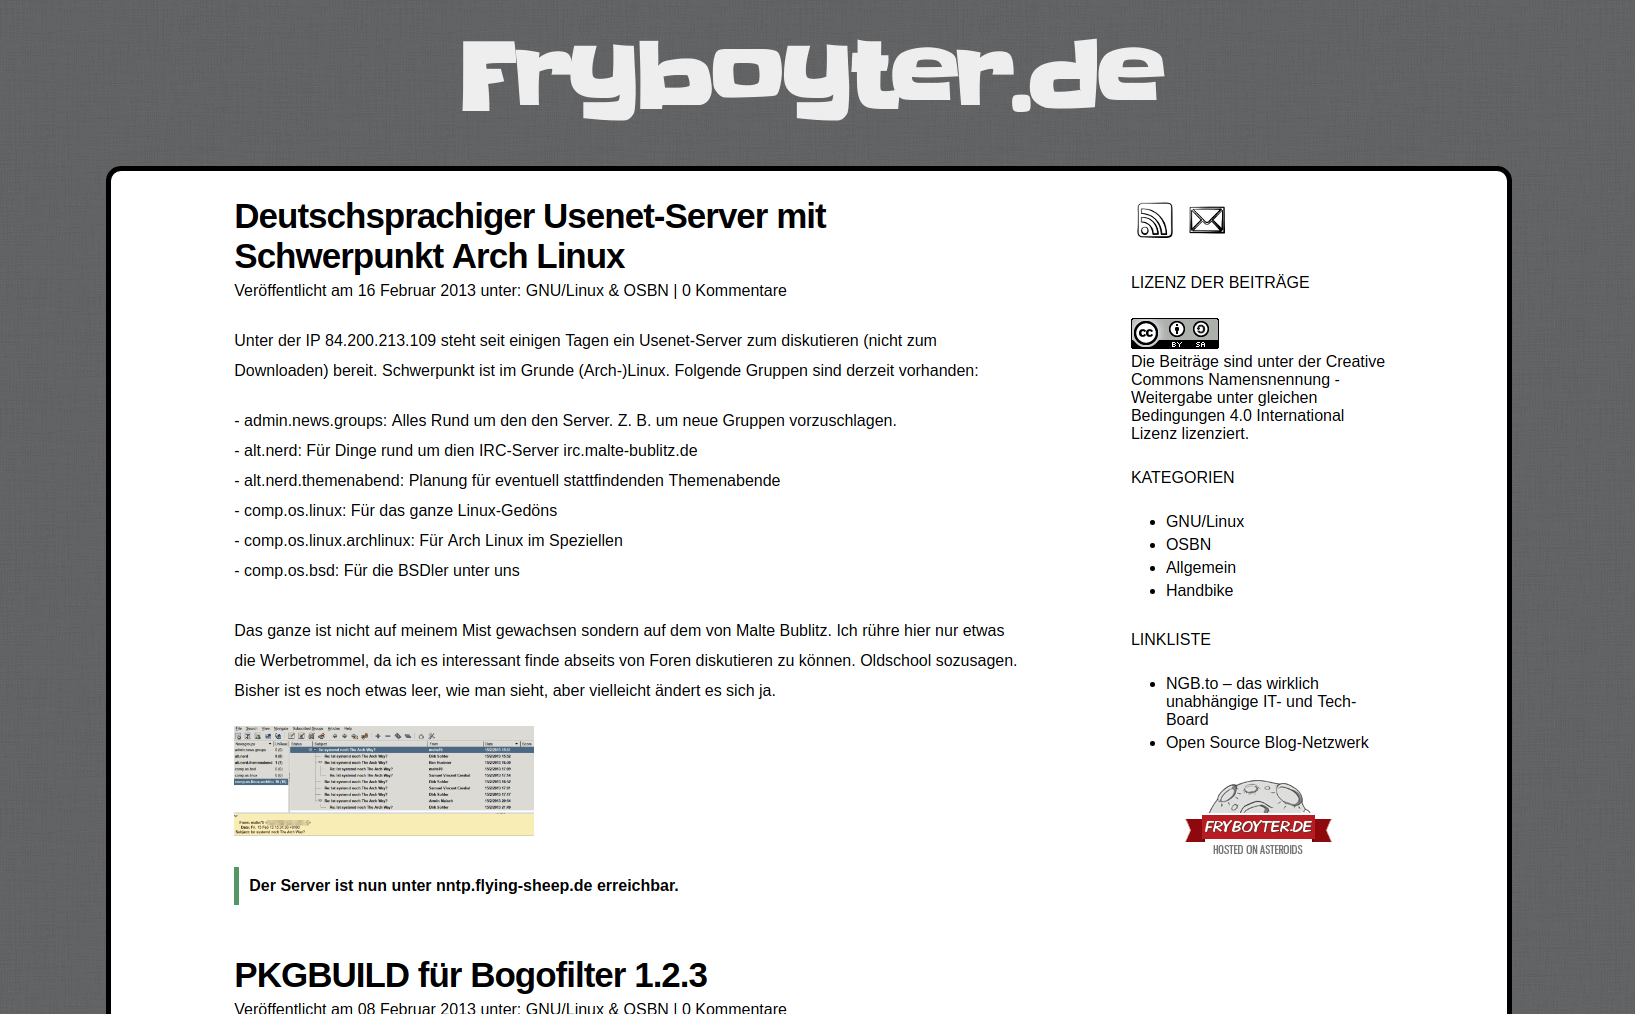 Fryboyter.de
Deutschsprachiger Usenet-Server mit
Schwerpunkt Arch Linux
Veröffentlicht am 16 Februar 2013 unter: GNU/Linux & OSBN | 0 Kommentare
Unter der IP 84.200.213.109 steht seit einigen Tagen ein Usenet-Server zum diskutieren (nicht zum
Downloaden) bereit. Schwerpunkt ist im Grunde (Arch-)Linux. Folgende Gruppen sind derzeit vorhanden:
- admin.news.groups: Alles Rund um den den Server. Z. B. um neue Gruppen vorzuschlagen.
- alt.nerd: Für Dinge rund um dien IRC-Server irc.malte-bublitz.de
- alt.nerd.themenabend: Planung für eventuell stattfindenden Themenabende
- comp.os.linux: Für das ganze Linux-Gedöns
- comp.os.linux.archlinux: Für Arch Linux im Speziellen
- comp.os.bsd: Für die BSDler unter uns
Das ganze ist nicht auf meinem Mist gewachsen sondern auf dem von Malte Bublitz. Ich rühre hier nur etwas
die Werbetrommel, da ich es interessant finde abseits von Foren diskutieren zu können. Oldschool sozusagen.
Bisher ist es noch etwas leer, wie man sieht, aber vielleicht ändert es sich ja.
Der Server ist nun unter nntp.flying-sheep.de erreichbar.
PKGBUILD für Bogofilter 1.2.3
Veröffentlicht am 08 Februar 2013 unter: GNU/Linux & OSBN | 0 Kommentare
LIZENZ DER BEITRÄGE
CC BY SA
Die Beiträge sind unter der Creative
Commons Namensnennung -
Weitergabe unter gleichen
Bedingungen 4.0 International
Lizenz lizenziert.
KATEGORIEN
GNU/Linux
OSBN
Allgemein
Handbike
LINKLISTE
NGB.to – das wirklich
unabhängige IT- und Tech-
Board
Open Source Blog-Netzwerk
FRYBOYTER.DE
HOSTED ON ASTEROIDS